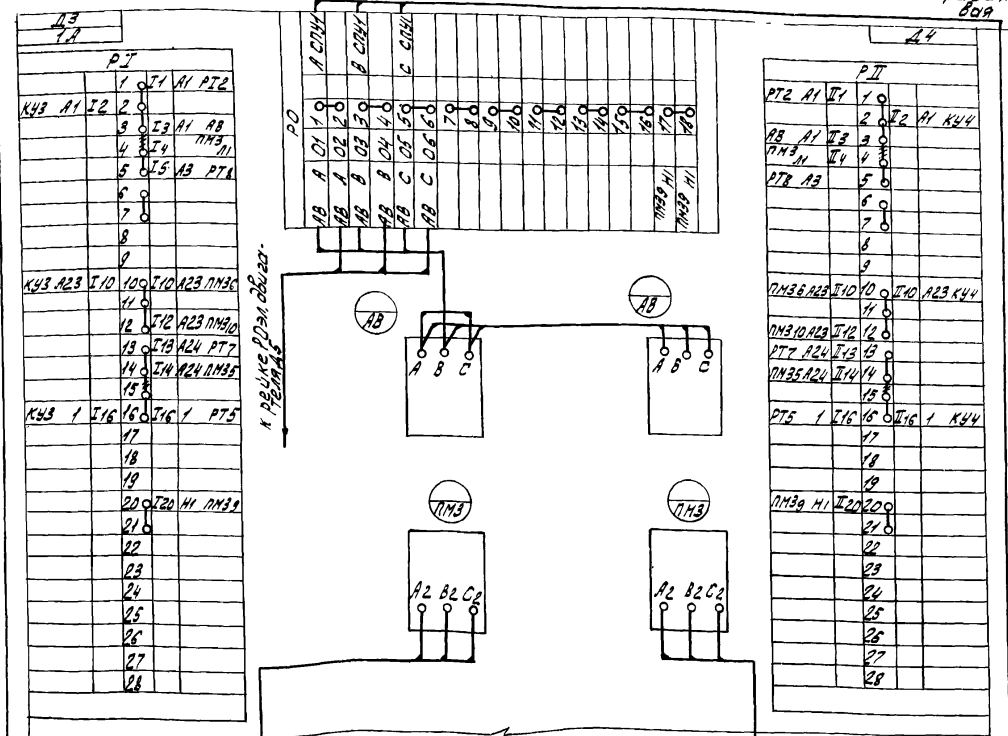 вая
Д3
1А
Д4
РI
1 I1 А1 РТ2
КУ3 А1 I2 2
3 I3 А1 АВ
4 I4 ПМ3 Л1
5 I5 А3 РТ8
6
7
8
9
КУ3 А23 I10 10 I10 А23 ПМ36
11
12 I12 А23 ПМ310
13 I13 А24 РТ7
14 I14 А24 ПМ35
15
КУ3 1 I16 16 I16 1 РТ5
17
18
19
20 I20 Н1 ПМ39
21
22
23
24
25
26
27
28
РО
А СПУ1
В СПУ1
С СПУ1
АВ А 01 1
АВ А 02 2
АВ В 03 3
АВ В 04 4
АВ С 05 5
АВ С 06 6
7
8
9
10
11
12
13
14
15
16
ПМ39 Н1 17
ПМ39 Н1 18
к рейке РО эл. двига-
теля Д5
АВ
АВ
А В С
А В С
ПМ3
ПМ3
А2 В2 С2
А2 В2 С2
РII
РТ2 А1 II1 1
2 II2 А1 КУ4
АВ А1 II3 3
ПМ3 Л1 II4 4
РТ8 А3 5
6
7
8
9
ПМ36 А23 II10 10 II10 А23 КУ4
11
ПМ310 А23 II12 12
РТ7 А24 II13 13
ПМ35 А24 II14 14
15
РТ5 1 II16 16 II16 1 КУ4
17
18
19
ПМ39 Н1 II20 20
21
22
23
24
25
26
27
28